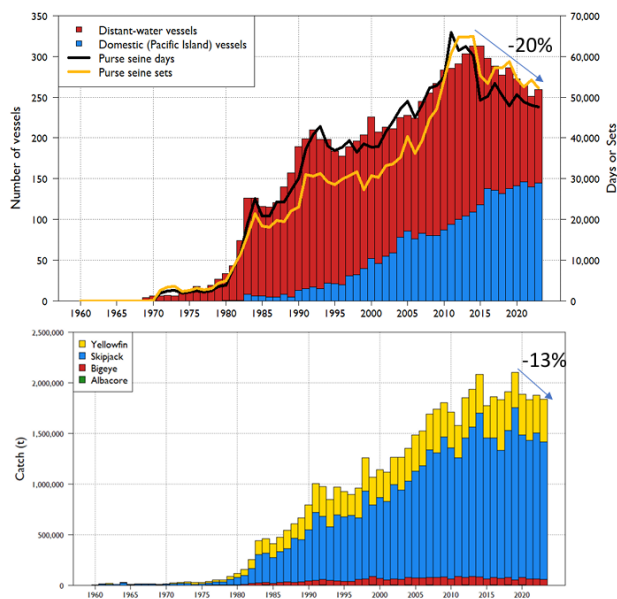 Number of vessels
350
300
250
200
150
100
50
0
Distant-water vessels
Domestic (Pacific Island) vessels
Purse seine days
Purse seine sets
-20%
70,000
60,000
50,000
40,000
30,000
20,000
10,000
0
Days or Sets
1960 1965 1970 1975 1980 1985 1990 1995 2000 2005 2010 2015 2020
Catch (t)
2,500,000
2,000,000
1,500,000
1,000,000
500,000
0
Yellowfin
Skipjack
Bigeye
Albacore
-13%
1960 1965 1970 1975 1980 1985 1990 1995 2000 2005 2010 2015 2020